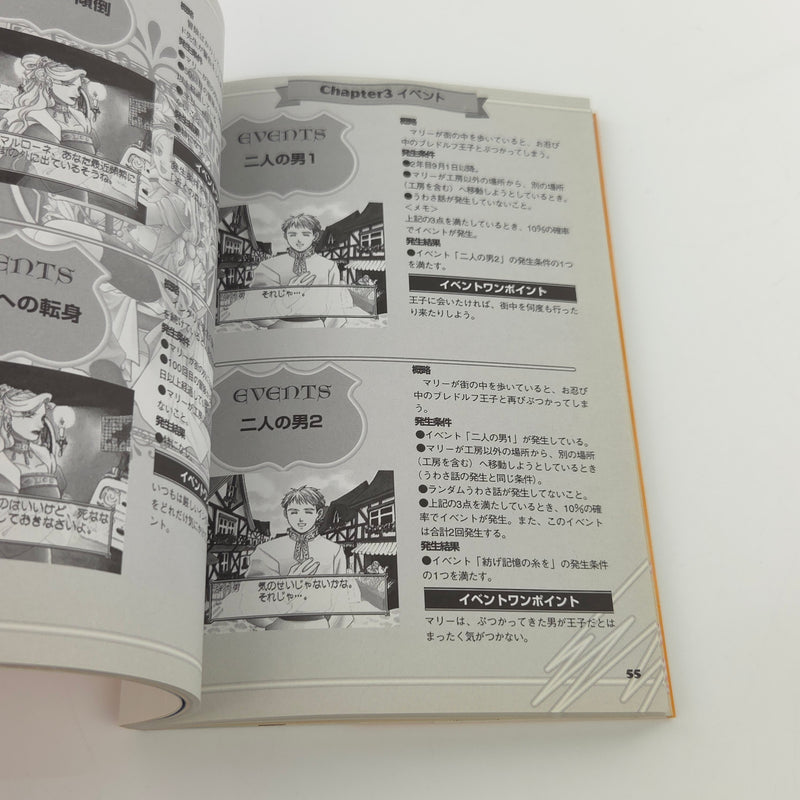 傾倒
マルローネ、あなた最近頻繁に
街の外に出ているそうね。
EVENTS
への転身
発生条件
発生結果
イベントワン
Chapter3 イベント
EVENTS
二人の男1
それじゃ…。
概略
マリーが街の中を歩いていると、お忍び
中のブレドルフ王子とぶつかってしまう。
発生条件
●2年目9月1日以降。
●マリーが工房以外の場所から、別の場所
（工房を含む）へ移動しようとしているとき。
●うわさ話が発生していないこと。
＜メモ＞
上記の3点を満たしているとき、10%の確率
でイベントが発生。
発生結果
●イベント「二人の男2」の発生条件の1つ
を満たす。
イベントワンポイント
王子に会いたければ、街中を何度も行った
り来たりしよう。
EVENTS
二人の男2
気のせいじゃないかな。
それじゃ…。
概略
マリーが街の中を歩いていると、お忍び
中のブレドルフ王子と再びぶつかってしま
う。
発生条件
●イベント「二人の男1」が発生している。
●マリーが工房以外の場所から、別の場所
（工房を含む）へ移動しようとしているとき
（うわさ話の発生と同じ条件）。
●ランダムうわさ話が発生してないこと。
●上記の3点を満たしているとき、10%の確
率でイベントが発生。また、このイベント
は合計2回発生する。
発生結果
●イベント「紡げ記憶の糸を」の発生条件
の1つを満たす。
イベントワンポイント
マリーは、ぶつかってきた男が王子だとは
まったく気がつかない。
55